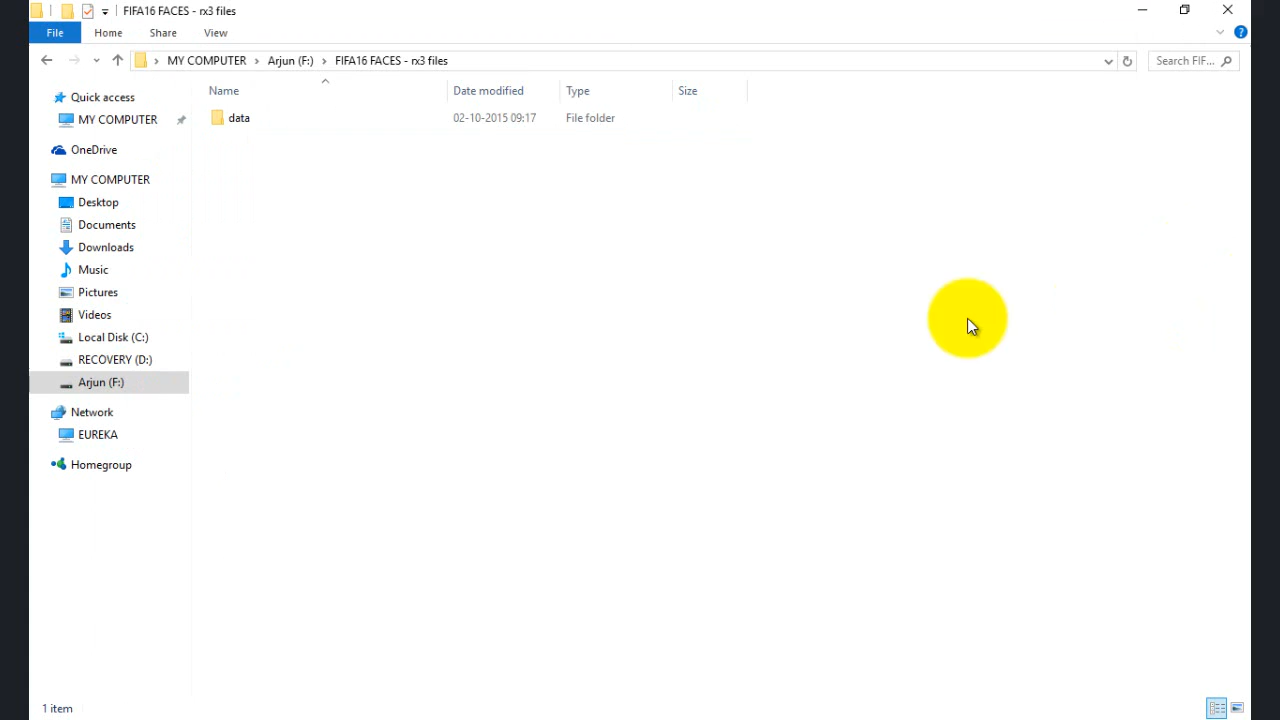 FIFA16 FACES - rx3 files
File Home Share View
MY COMPUTER Arjun (F:) FIFA16 FACES - rx3 files Search FIF...
Name Date modified Type Size
data 02-10-2015 09:17 File folder
Quick access
MY COMPUTER
OneDrive
MY COMPUTER
Desktop
Documents
Downloads
Music
Pictures
Videos
Local Disk (C:)
RECOVERY (D:)
Arjun (F:)
Network
EUREKA
Homegroup
1 item